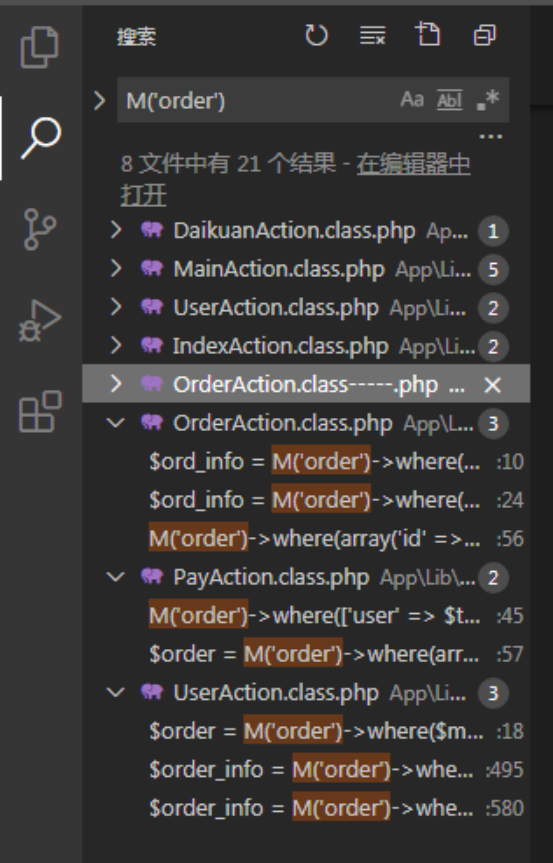 搜索
M('order')
Aa Abl .*
8 文件中有 21 个结果 - 在编辑器中
打开
DaikuanAction.class.php Ap... 1
MainAction.class.php App\Li... 5
UserAction.class.php App\Li... 2
IndexAction.class.php App\Li... 2
OrderAction.class-----.php ...
OrderAction.class.php App\L... 3
$ord_info = M('order')->where(... :10
$ord_info = M('order')->where(... :24
M('order')->where(array('id' =>... :56
PayAction.class.php App\Lib\... 2
M('order')->where(['user' => $t... :45
$order = M('order')->where(arr... :57
UserAction.class.php App\Li... 3
$order = M('order')->where($m... :18
$order_info = M('order')->whe... :495
$order_info = M('order')->whe... :580